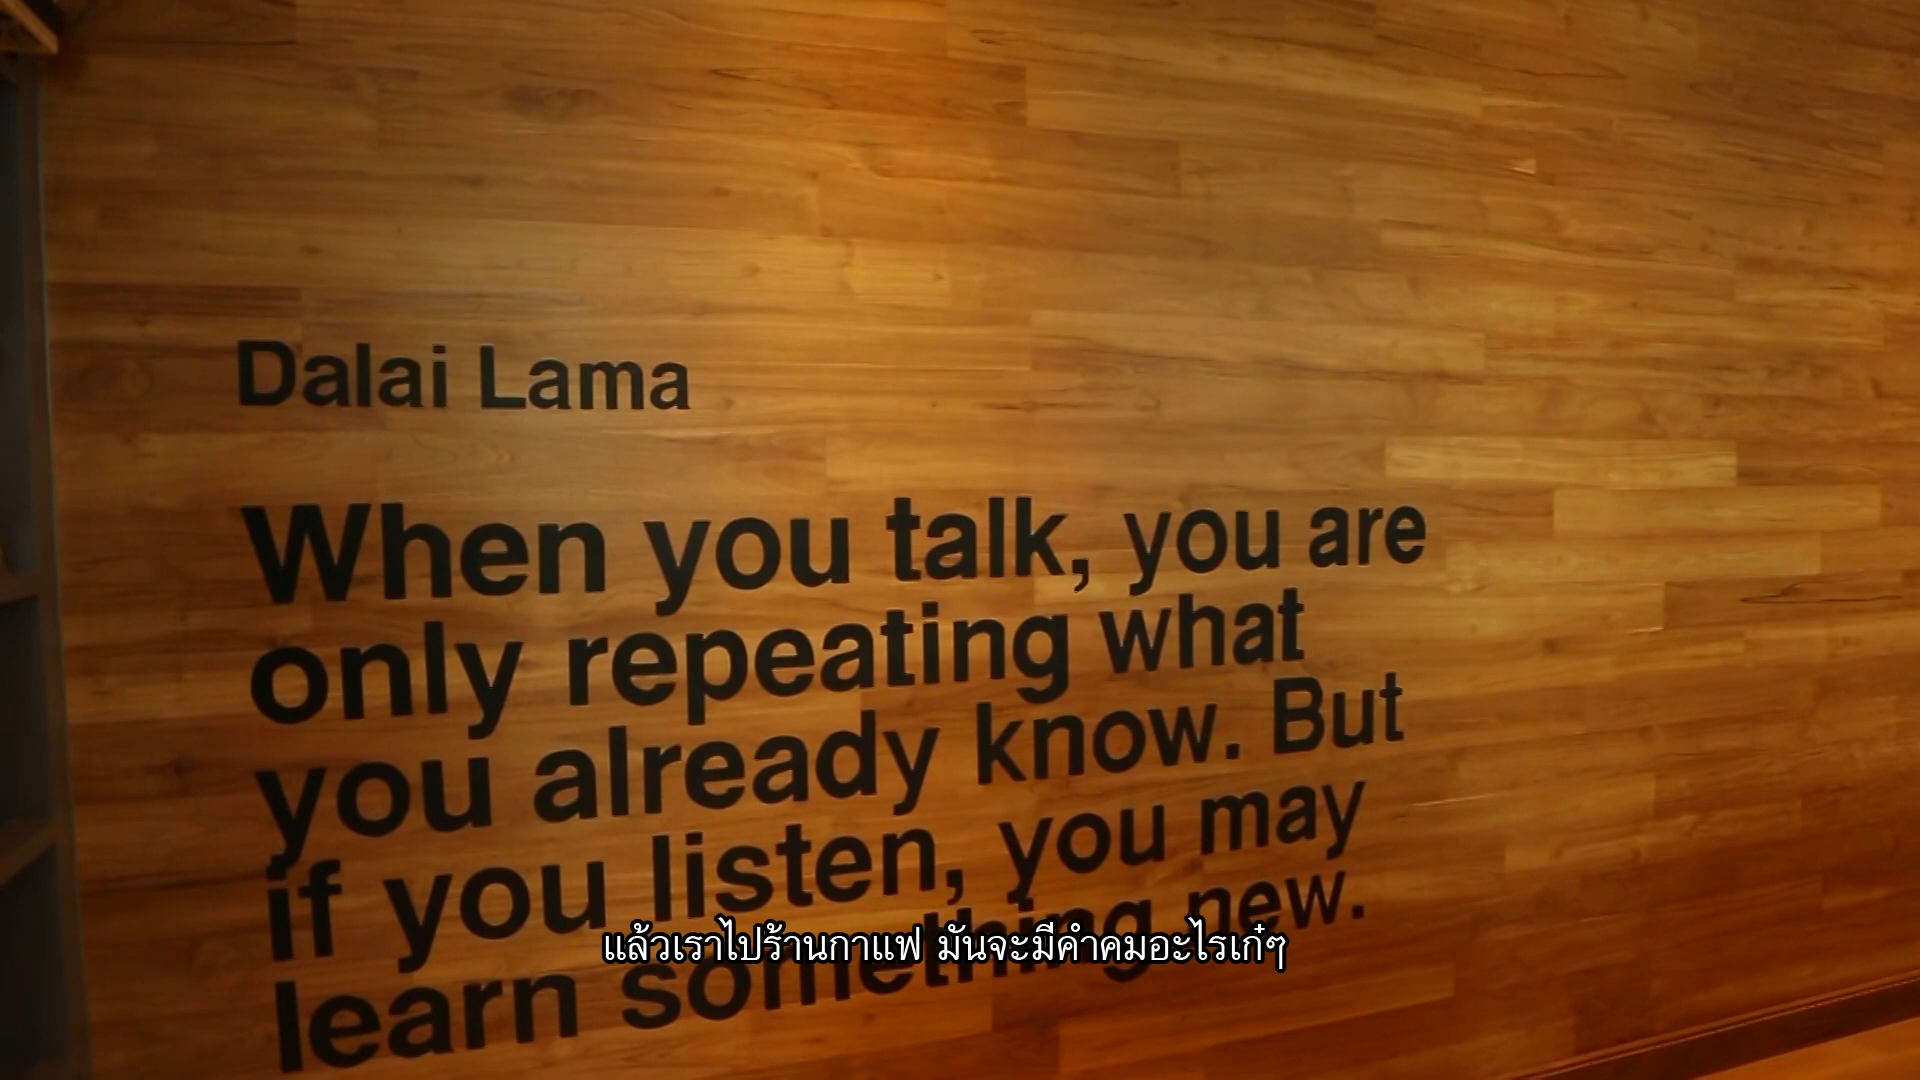 Dalai Lama
When you talk, you are
only repeating what
you already know. But
if you listen, you may
learn something new.
แล้วเราไปร้านกาแฟ มันจะมีคำคมอะไรเก๋ๆ